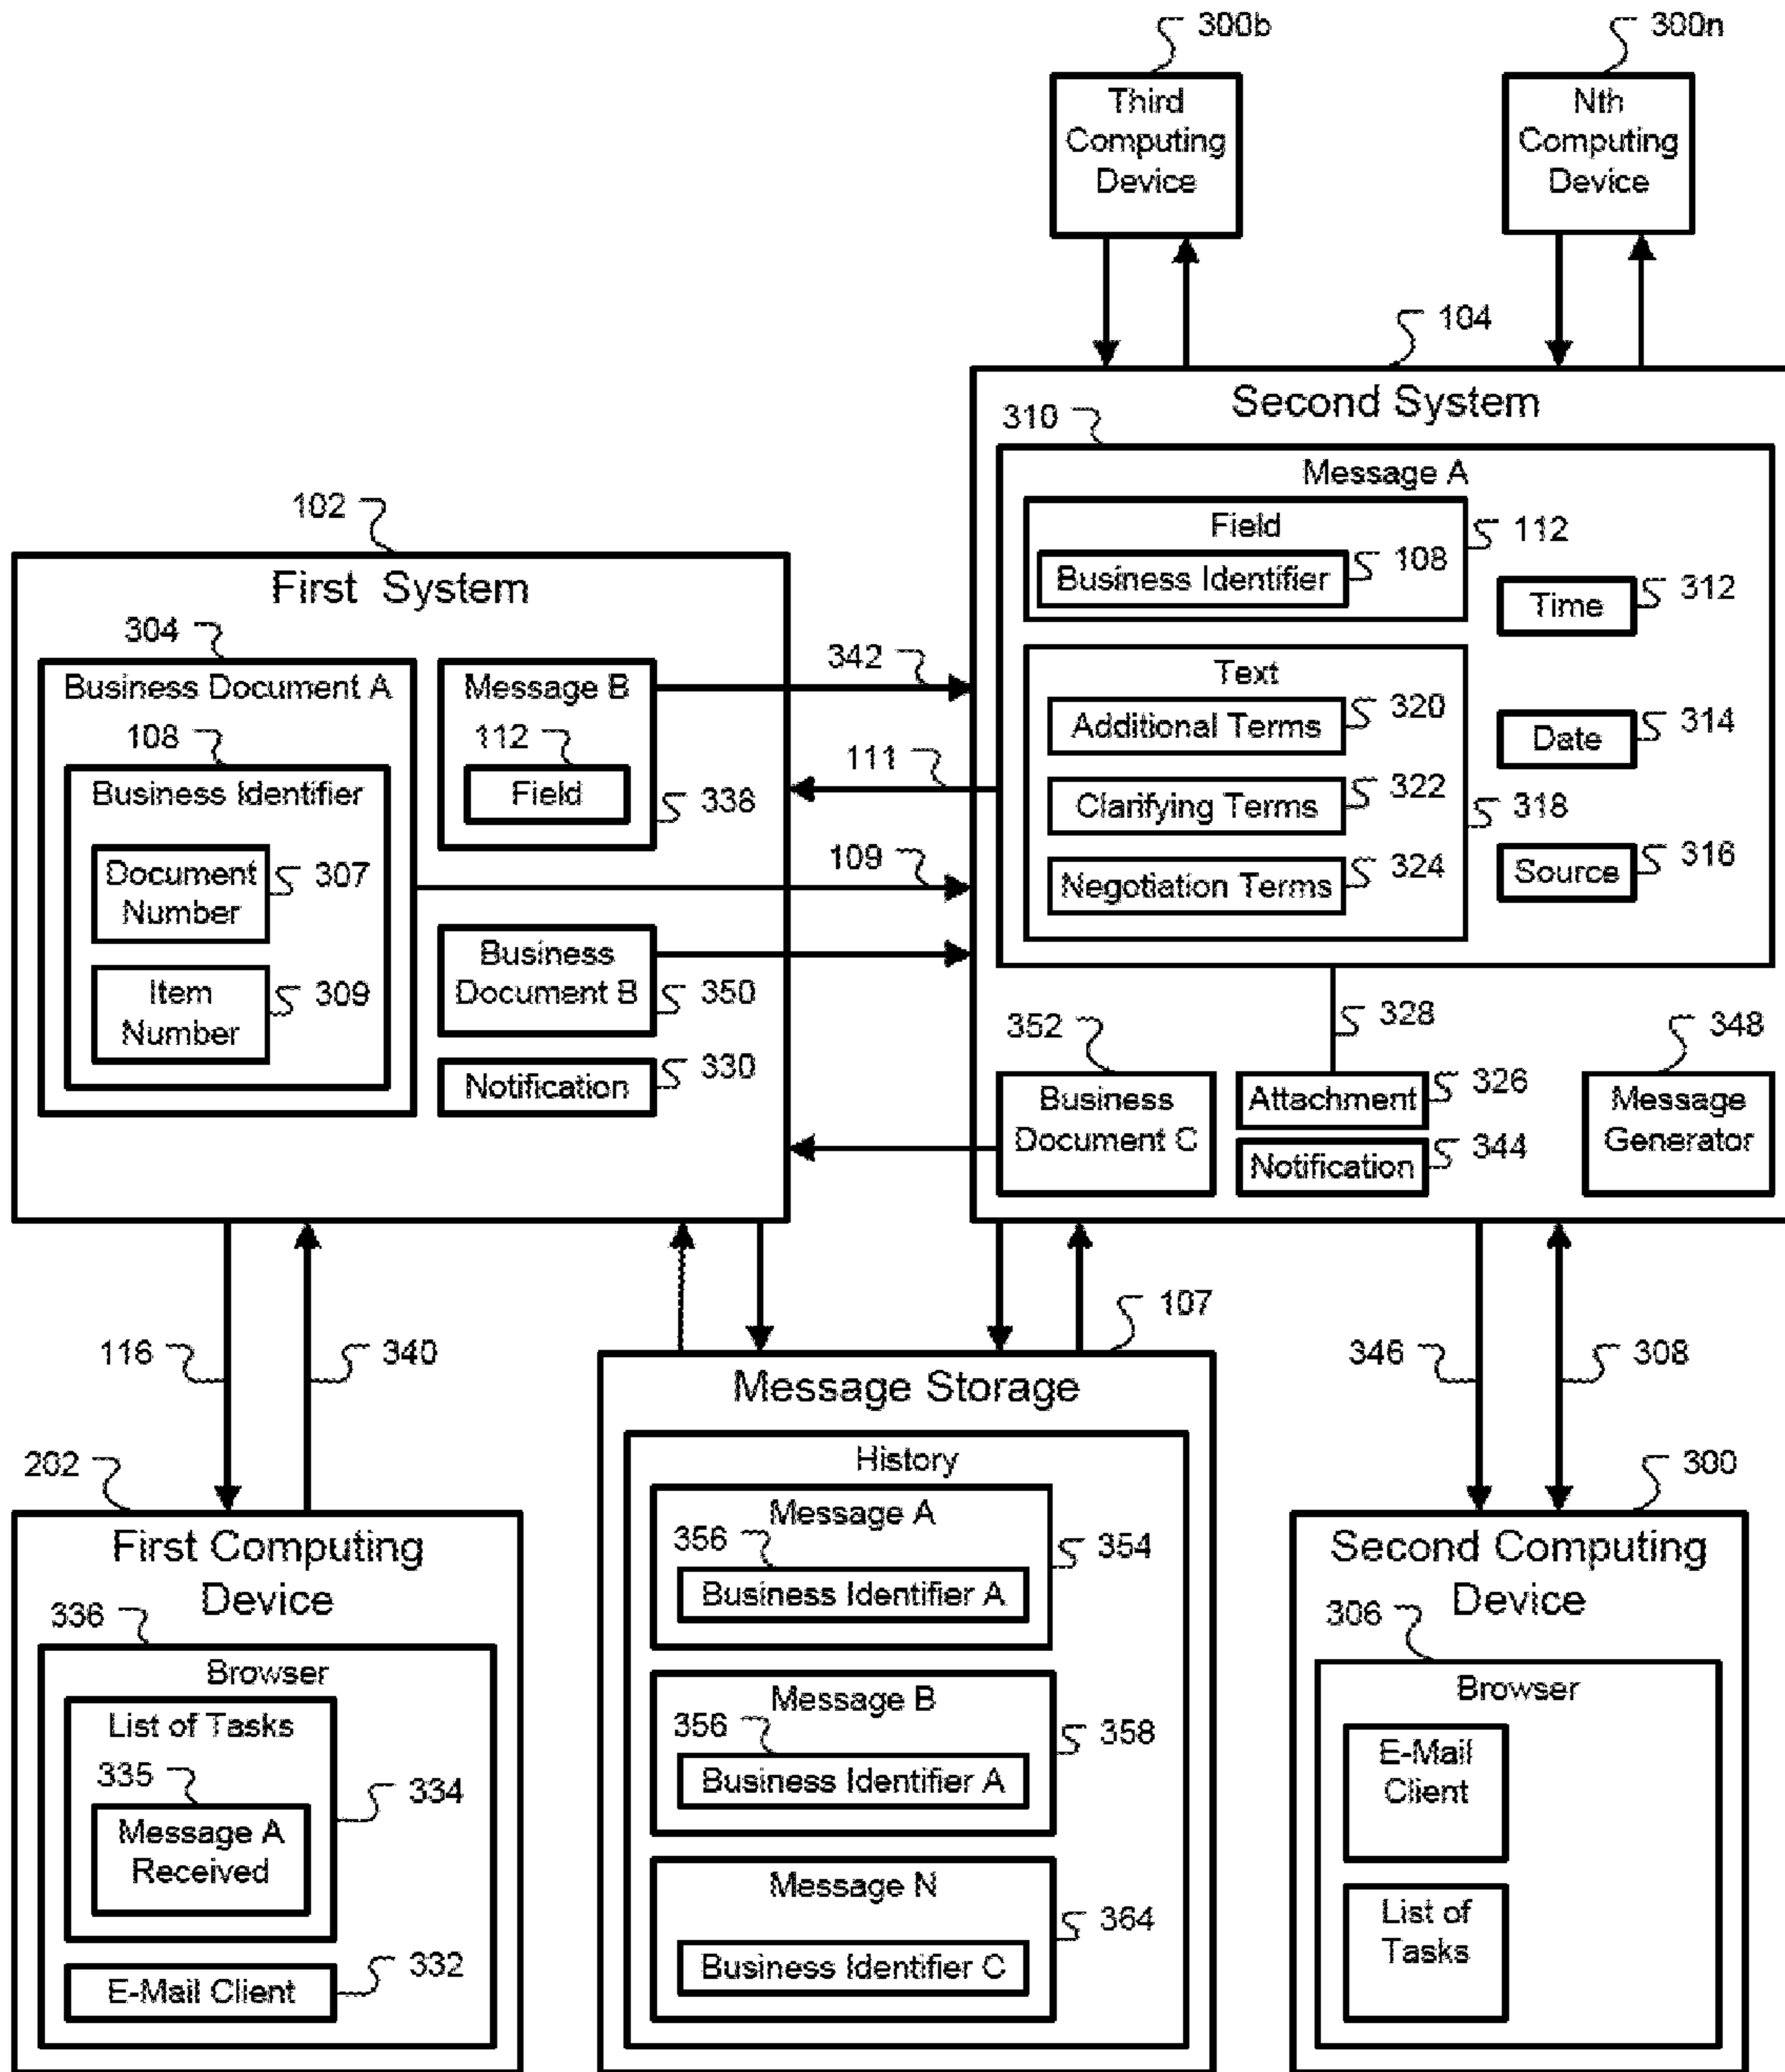 300b
300n
Third
Computing
Device
Nth
Computing
Device
104
Second System
310
Message A
Field
112
Business Identifier
108
Time
312
Text
Additional Terms
320
Date
314
Clarifying Terms
322
318
Negotiation Terms
324
Source
316
328
352
348
Business
Document C
Attachment
326
Notification
344
Message
Generator
102
First System
304
Business Document A
108
Business Identifier
Document
Number
307
Item
Number
309
Message B
112
Field
338
Business
Document B
350
Notification
330
342
111
109
116
340
107
346
308
202
First Computing
Device
336
Browser
List of Tasks
335
Message A
Received
334
E-Mail Client
332
Message Storage
History
Message A
356
354
Business Identifier A
Message B
356
358
Business Identifier A
Message N
364
Business Identifier C
300
Second Computing
Device
306
Browser
E-Mail
Client
List of
Tasks